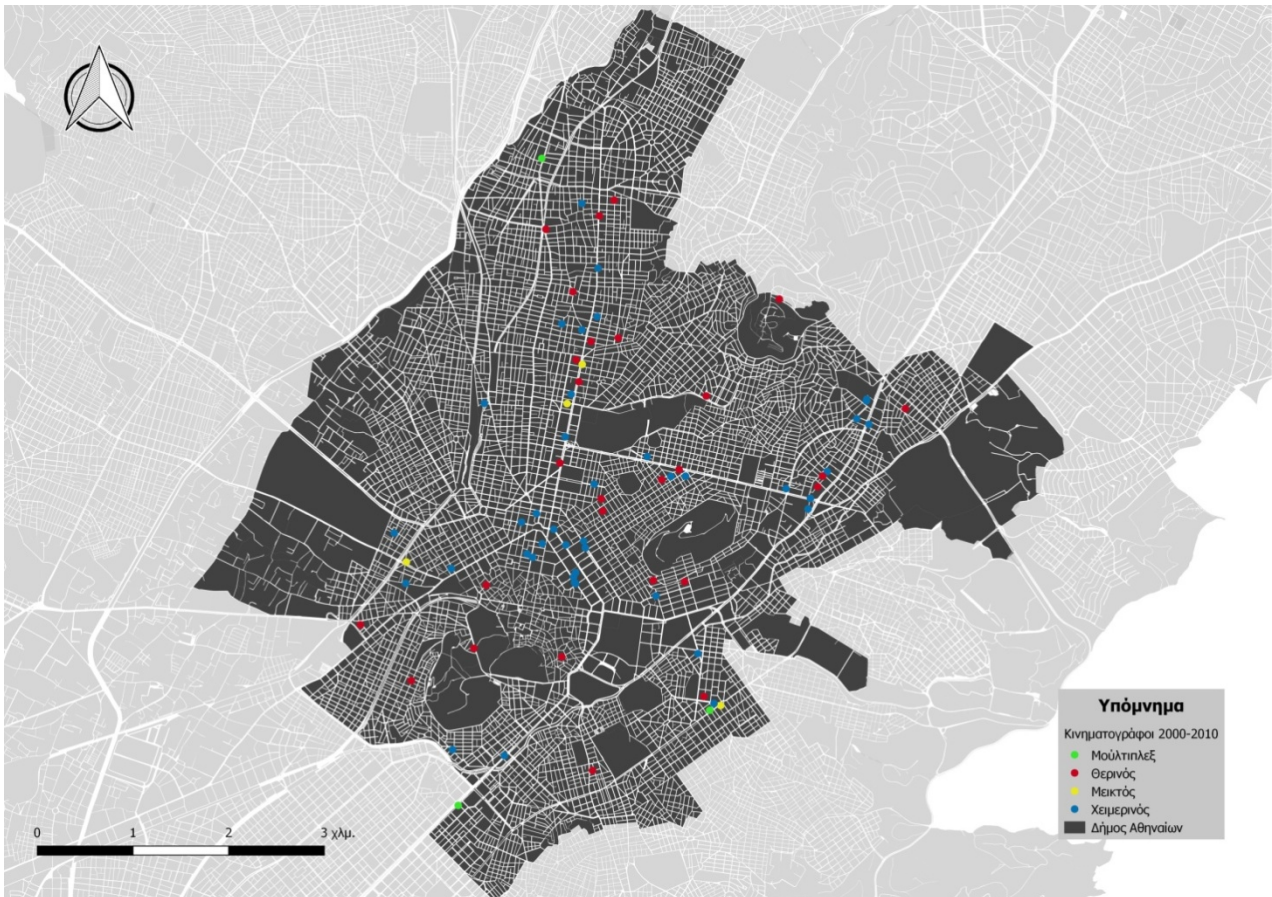 Υπόμνημα
Κινηματογράφοι 2000-2010
Μούλτιπλεξ
Θερινός
Μεικτός
Χειμερινός
Δήμος Αθηναίων
0 1 2 3 χλμ.